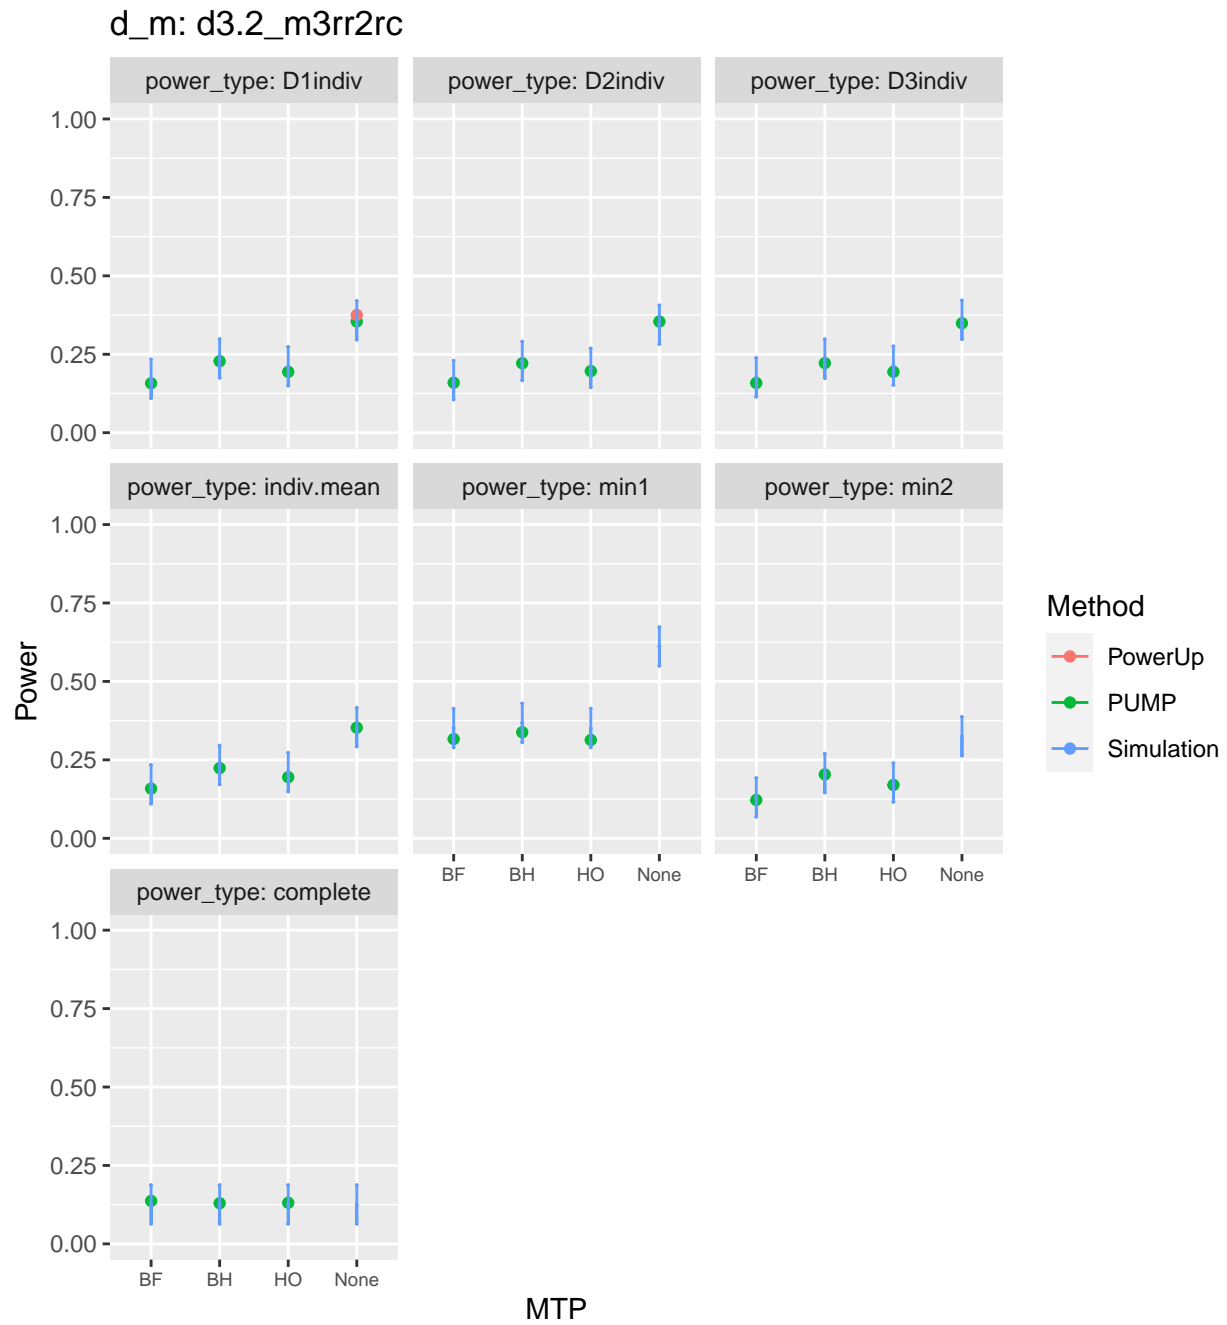 d_m: d3.2_m3rr2rc
power_type: D1indiv
power_type: D2indiv
power_type: D3indiv
1.00
0.75
0.50
0.25
0.00
power_type: indiv.mean
power_type: min1
power_type: min2
1.00
0.75
0.50
0.25
0.00
BF BH HO None
BF BH HO None
power_type: complete
1.00
0.75
0.50
0.25
0.00
BF BH HO None
Power
MTP
Method
PowerUp
PUMP
Simulation